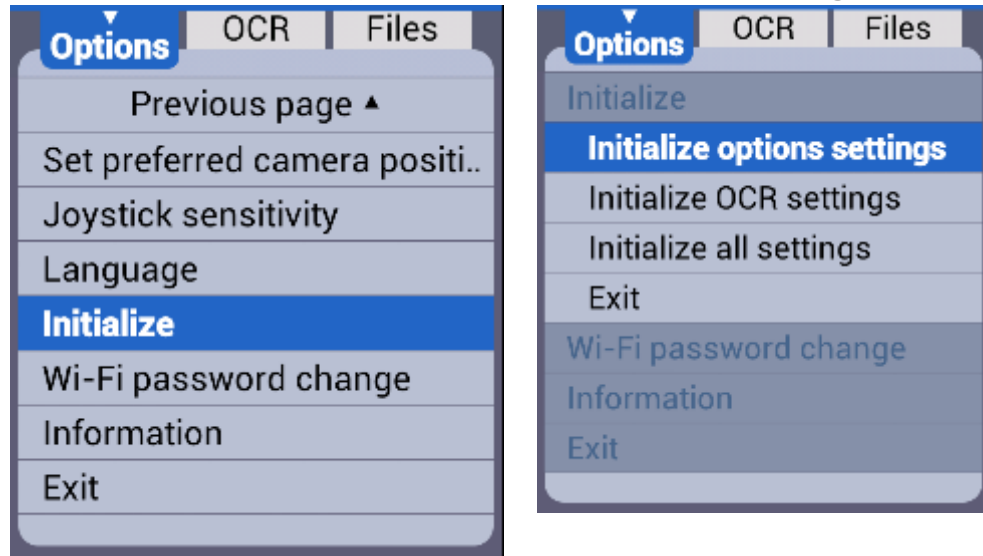 Options OCR Files
Previous page ▲
Set preferred camera positi..
Joystick sensitivity
Language
Initialize
Wi-Fi password change
Information
Exit
Options OCR Files
Initialize
Initialize options settings
Initialize OCR settings
Initialize all settings
Exit
Wi-Fi password change
Information
Exit